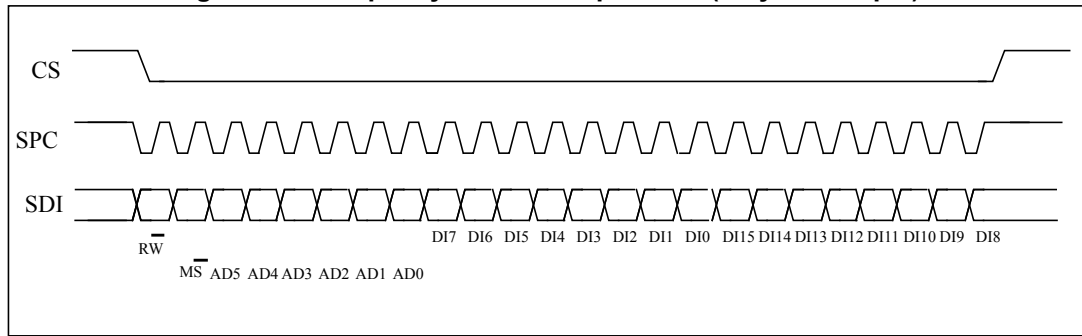 CS
SPC
SDI
DI7 DI6 DI5 DI4 DI3 DI2 DI1 DI0 DI15 DI14 DI13 DI12 DI11 DI10 DI9 DI8
RW
MS AD5 AD4 AD3 AD2 AD1 AD0